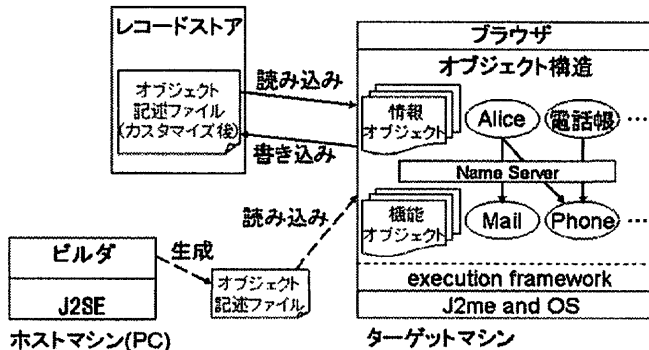 レコードストア
オブジェクト
記述ファイル
(カスタマイズ後)
読み込み
書き込み
ブラウザ
オブジェクト構造
情報
オブジェクト
Alice
電話帳
…
Name Server
機能
オブジェクト
Mail
Phone
…
execution framework
J2me and OS
ターゲットマシン
読み込み
ビルダ
J2SE
ホストマシン(PC)
生成
オブジェクト
記述ファイル